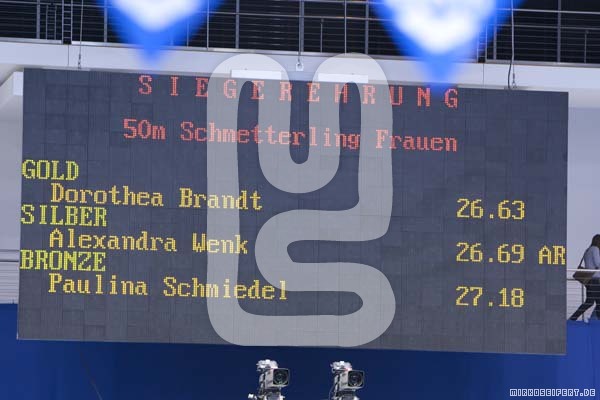 SIEGEREHRUNG
50m Schmetterling Frauen
GOLD
Dorothea Brandt 26.63
SILBER
Alexandra Wenk 26.69 AR
BRONZE
Paulina Schmiedel 27.18
MIRKOSEIFERT.DE